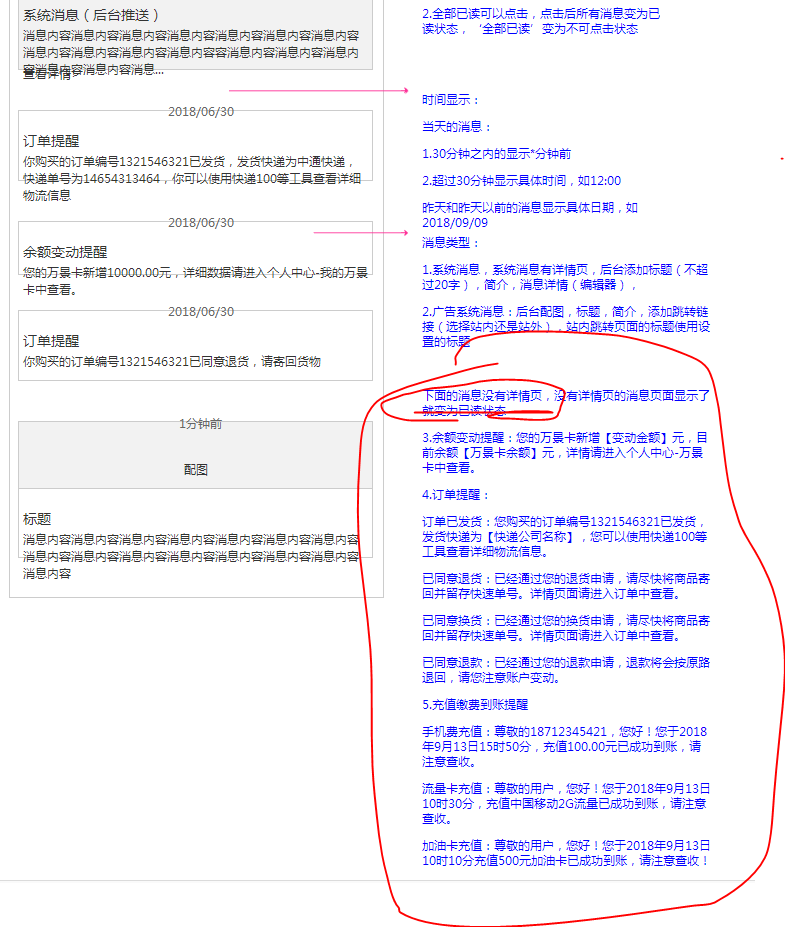 系统消息（后台推送）
消息内容消息内容消息内容消息内容消息内容消息内容消息内容
消息内容消息内容消息内容消息内容容消息内容消息内容消息内
容消息内容消息内容消息...
查看详情>
2018/06/30
订单提醒
你购买的订单编号1321546321已发货，发货快递为中通快递，
快递单号为14654313464，你可以使用快递100等工具查看详细
物流信息
2018/06/30
余额变动提醒
您的万景卡新增10000.00元，详细数据请进入个人中心-我的万景
卡中查看。
2018/06/30
订单提醒
你购买的订单编号1321546321已同意退货，请寄回货物
1分钟前
配图
标题
消息内容消息内容消息内容消息内容消息内容消息内容消息内容
消息内容消息内容消息内容消息内容消息内容消息内容消息内容
消息内容
2.全部已读可以点击，点击后所有消息变为已
读状态，‘全部已读’变为不可点击状态
时间显示：
当天的消息：
1.30分钟之内的显示*分钟前
2.超过30分钟显示具体时间，如12:00
昨天和昨天以前的消息显示具体日期，如
2018/09/09
消息类型：
1.系统消息，系统消息有详情页，后台添加标题（不超
过20字），简介，消息详情（编辑器），
2.广告系统消息：后台配图，标题，简介，添加跳转链
接（选择站内还是站外），站内跳转页面的标题使用设
置的标题
下面的消息没有详情页，没有详情页的消息页面显示了
就变为已读状态
3.余额变动提醒：您的万景卡新增【变动金额】元，目
前余额【万景卡余额】元，详情请进入个人中心-万景
卡中查看。
4.订单提醒：
订单已发货：您购买的订单编号1321546321已发货，
发货快递为【快递公司名称】，您可以使用快递100等
工具查看详细物流信息。
已同意退货：已经通过您的退货申请，请尽快将商品寄
回并留存快速单号。详情页面请进入订单中查看。
已同意换货：已经通过您的换货申请，请尽快将商品寄
回并留存快速单号。详情页面请进入订单中查看。
已同意退款：已经通过您的退款申请，退款将会按原路
退回，请您注意账户变动。
5.充值缴费到账提醒
手机费充值：尊敬的18712345421，您好！您于2018
年9月13日15时50分，充值100.00元已成功到账，请
注意查收。
流量卡充值：尊敬的用户，您好！您于2018年9月13日
10时30分，充值中国移动2G流量已成功到账，请注意
查收。
加油卡充值：尊敬的用户，您好！您于2018年9月13日
10时10分充值500元加油卡已成功到账，请注意查收！